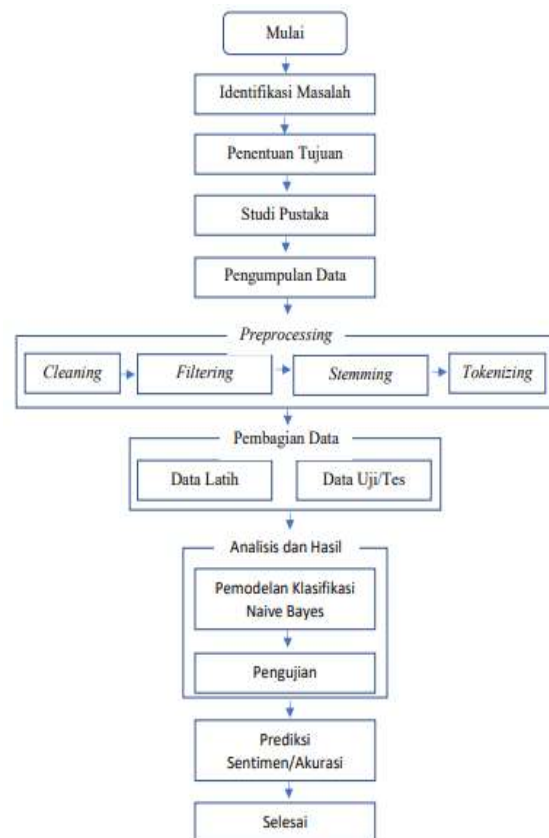 Mulai
Identifikasi Masalah
Penentuan Tujuan
Studi Pustaka
Pengumpulan Data
Preprocessing
Cleaning
Filtering
Stemming
Tokenizing
Pembagian Data
Data Latih
Data Uji/Tes
Analisis dan Hasil
Pemodelan Klasifikasi
Naive Bayes
Pengujian
Prediksi
Sentimen/Akurasi
Selesai